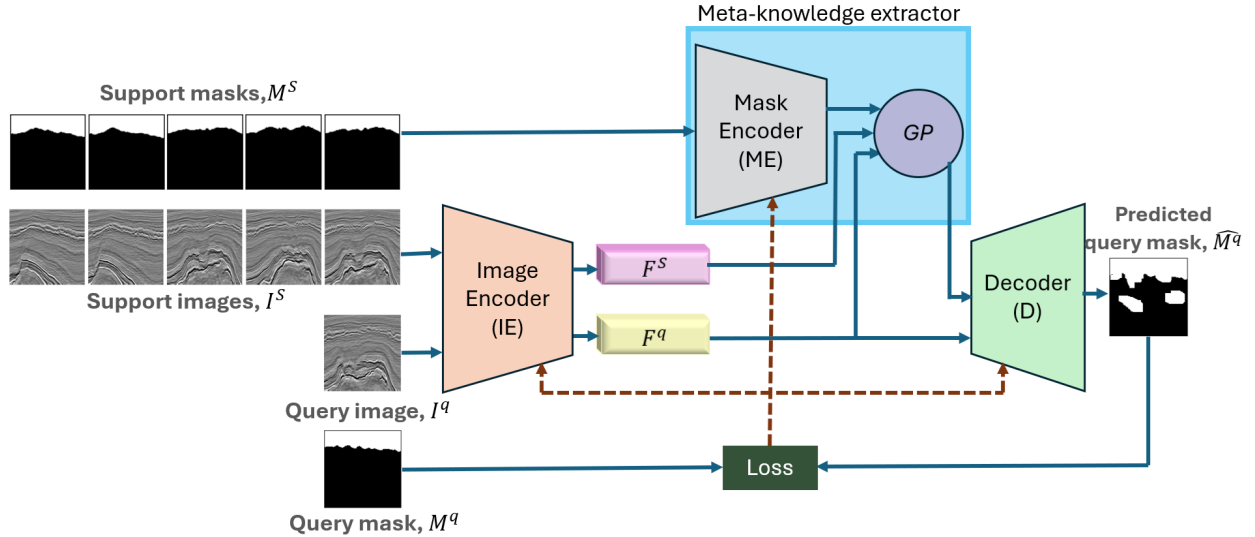 Meta-knowledge extractor
Support masks, M^S
Mask
Encoder
(ME)
GP
Support images, I^S
Image
Encoder
(IE)
F^S
F^q
Decoder
(D)
Predicted
query mask, \widehat{M^q}
Query image, I^q
Loss
Query mask, M^q